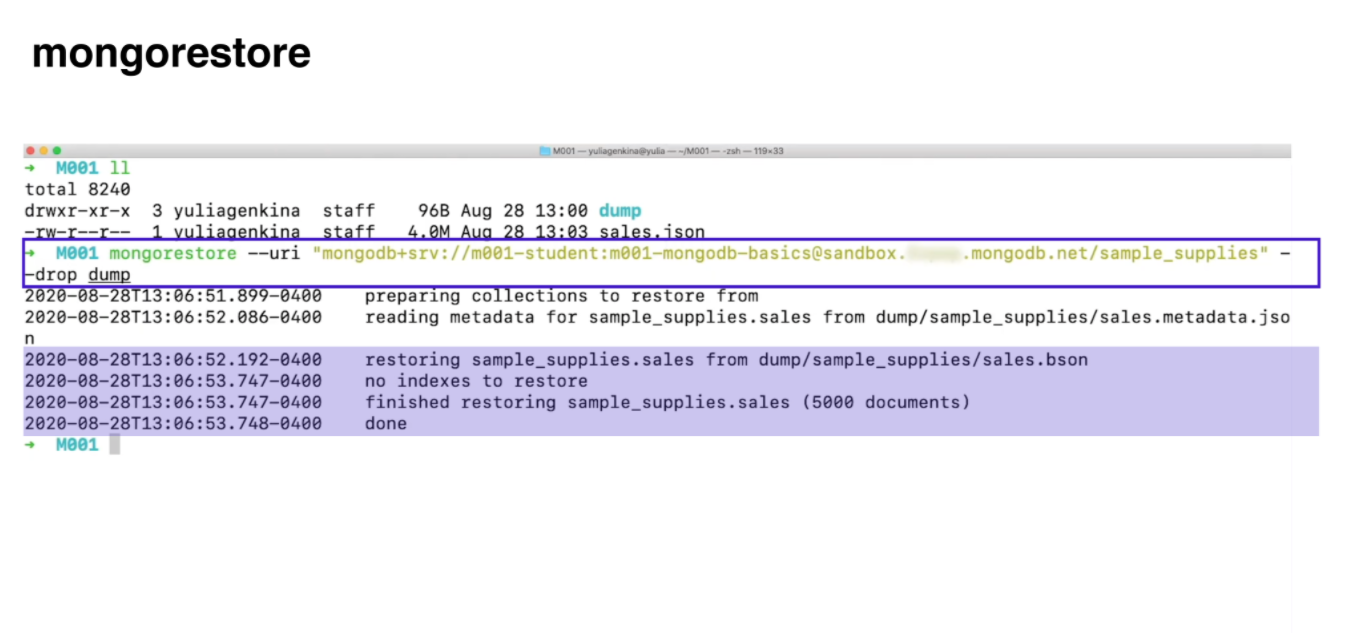 mongorestore
M001 — yuliagenkina@yulia — ~/M001 — -zsh — 119×33
→ M001 ll
total 8240
drwxr-xr-x 3 yuliagenkina staff 96B Aug 28 13:00 dump
-rw-r--r-- 1 yuliagenkina staff 4.0M Aug 28 13:03 sales.json
→ M001 mongorestore --uri "mongodb+srv://m001-student:m001-mongodb-basics@sandbox. .mongodb.net/sample_supplies" -
-drop dump
2020-08-28T13:06:51.899-0400 preparing collections to restore from
2020-08-28T13:06:52.086-0400 reading metadata for sample_supplies.sales from dump/sample_supplies/sales.metadata.jso
n
2020-08-28T13:06:52.192-0400 restoring sample_supplies.sales from dump/sample_supplies/sales.bson
2020-08-28T13:06:53.747-0400 no indexes to restore
2020-08-28T13:06:53.747-0400 finished restoring sample_supplies.sales (5000 documents)
2020-08-28T13:06:53.748-0400 done
→ M001